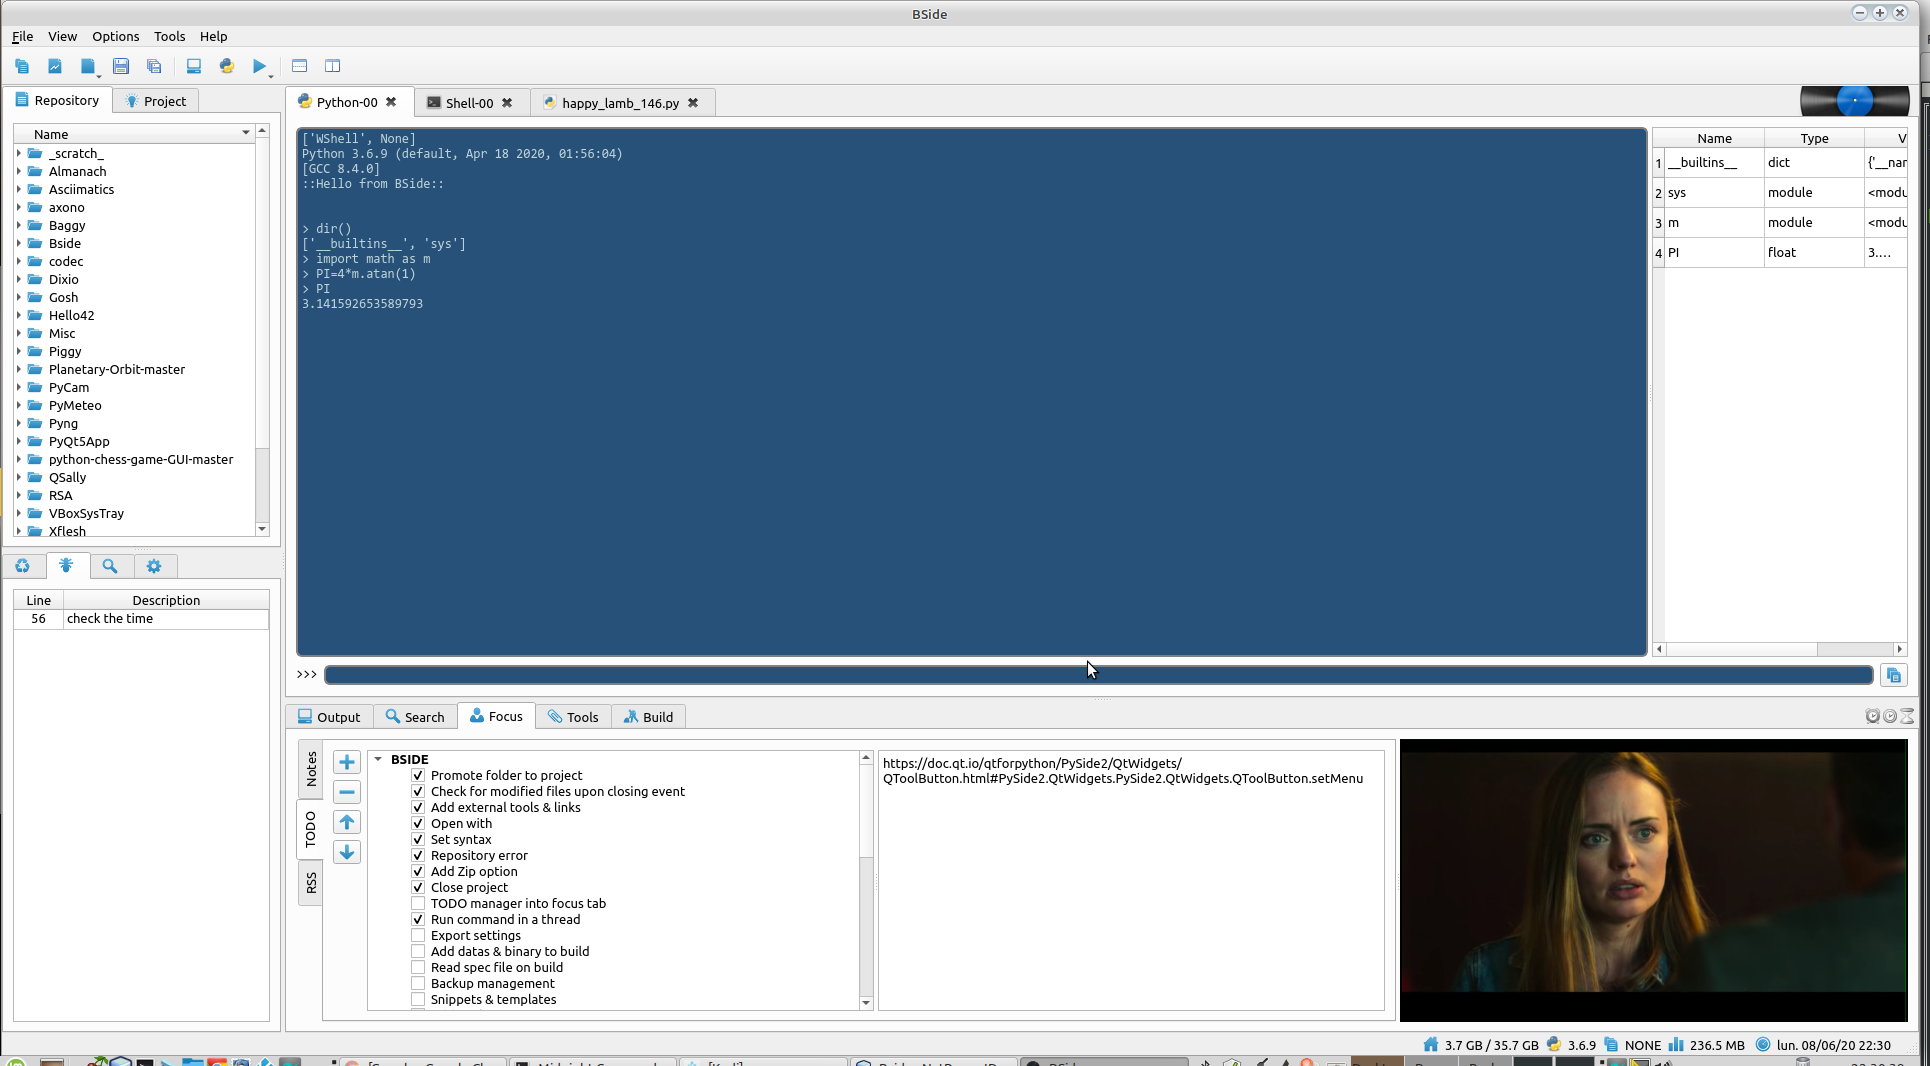 BSide
File View Options Tools Help
Repository Project
Python-00 Shell-00 happy_lamb_146.py
Name
_scratch_
Almanach
Asciimatics
axono
Baggy
Bside
codec
Dixio
Gosh
Hello42
Misc
Piggy
Planetary-Orbit-master
PyCam
PyMeteo
Pyng
PyQt5App
python-chess-game-GUI-master
QSally
RSA
VBoxSysTray
Xflesh
Line Description
56 check the time
['WShell', None]
Python 3.6.9 (default, Apr 18 2020, 01:56:04)
[GCC 8.4.0]
::Hello from BSide::
> dir()
['__builtins__', 'sys']
> import math as m
> PI=4*m.atan(1)
> PI
3.141592653589793
Name Type V
1 __builtins__ dict {'__nar
2 sys module <modu
3 m module <modu
4 PI float 3....
>>>
Output Search Focus Tools Build
Notes
TODO
RSS
BSIDE
Promote folder to project
Check for modified files upon closing event
Add external tools & links
Open with
Set syntax
Repository error
Add Zip option
Close project
TODO manager into focus tab
Run command in a thread
Export settings
Add datas & binary to build
Read spec file on build
Backup management
Snippets & templates
https://doc.qt.io/qtforpython/PySide2/QtWidgets/
QToolButton.html#PySide2.QtWidgets.PySide2.QtWidgets.QToolButton.setMenu
3.7 GB / 35.7 GB 3.6.9 NONE 236.5 MB lun. 08/06/20 22:30